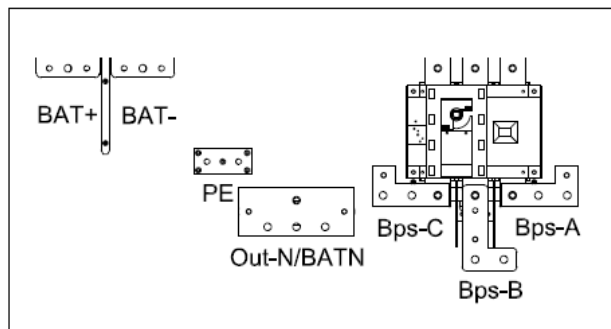 BAT+ BAT-
PE
Out-N/BATN
Bps-C
Bps-A
Bps-B